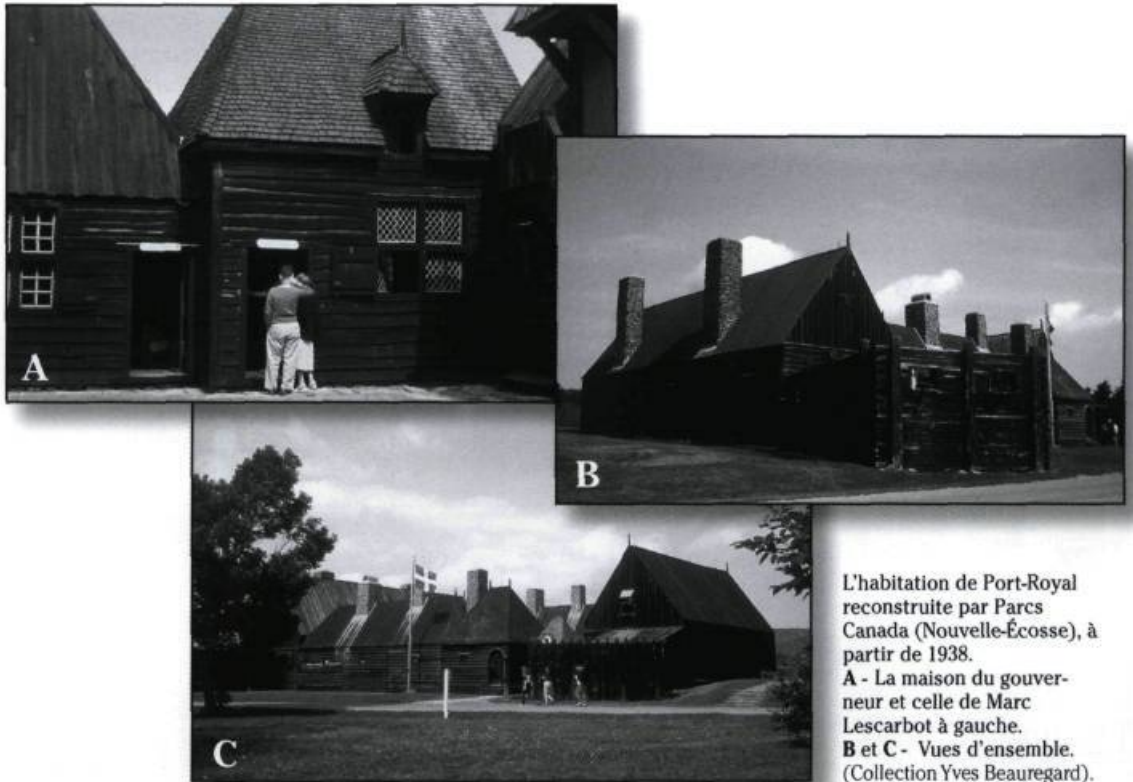 A
B
C
L'habitation de Port-Royal
reconstruite par Parcs
Canada (Nouvelle-Écosse), à
partir de 1938.
A - La maison du gouver-
neur et celle de Marc
Lescarbot à gauche.
B et C - Vues d'ensemble.
(Collection Yves Beauregard).